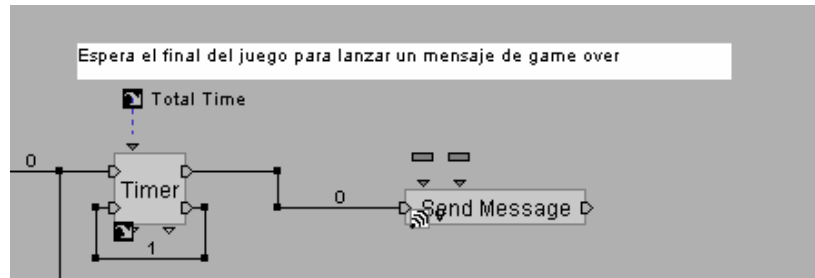 Espera el final del juego para lanzar un mensaje de game over
Total Time
0
Timer
0
Send Message
1